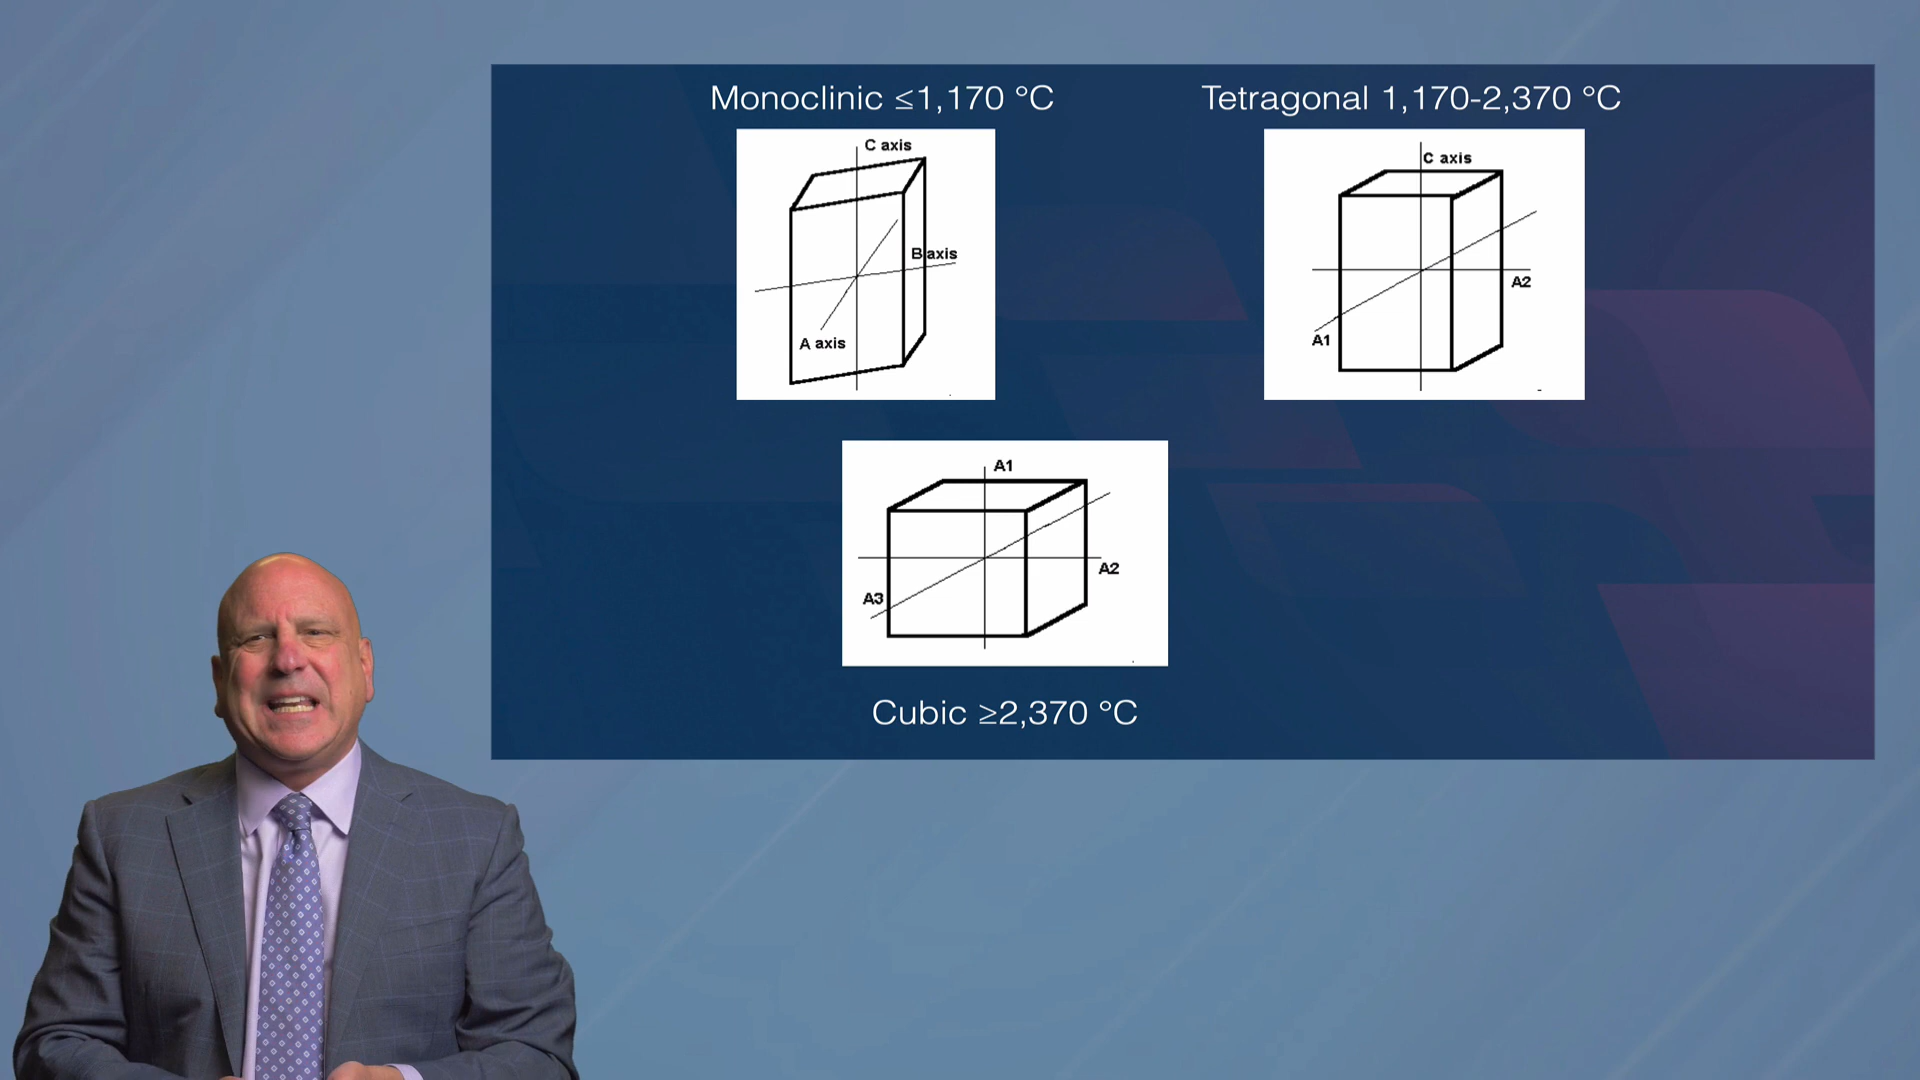 Monoclinic ≤1,170 °C
Tetragonal 1,170-2,370 °C
C axis
B axis
A axis
C axis
A2
A1
A1
A2
A3
Cubic ≥2,370 °C